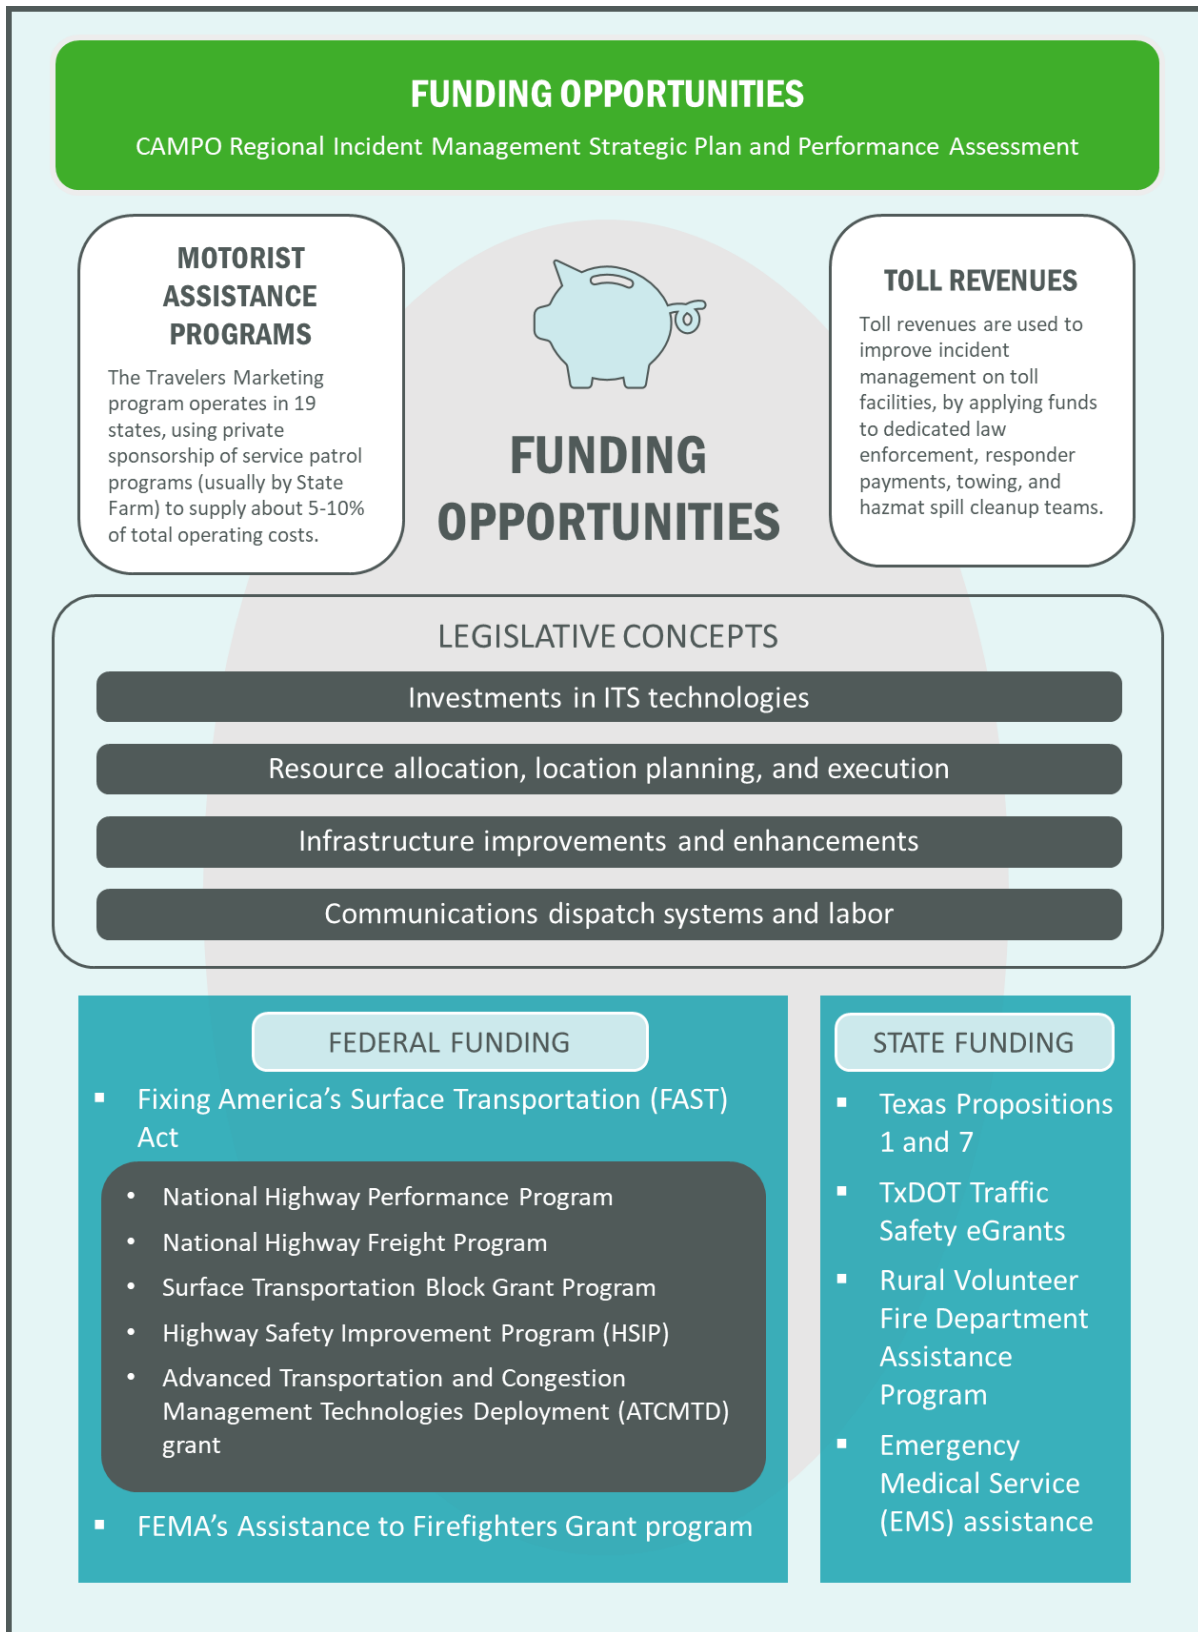 FUNDING OPPORTUNITIES
CAMPO Regional Incident Management Strategic Plan and Performance Assessment
MOTORIST
ASSISTANCE
PROGRAMS
The Travelers Marketing
program operates in 19
states, using private
sponsorship of service patrol
programs (usually by State
Farm) to supply about 5-10%
of total operating costs.
FUNDING
OPPORTUNITIES
TOLL REVENUES
Toll revenues are used to
improve incident
management on toll
facilities, by applying funds
to dedicated law
enforcement, responder
payments, towing, and
hazmat spill cleanup teams.
LEGISLATIVE CONCEPTS
Investments in ITS technologies
Resource allocation, location planning, and execution
Infrastructure improvements and enhancements
Communications dispatch systems and labor
FEDERAL FUNDING
▪ Fixing America’s Surface Transportation (FAST)
Act
• National Highway Performance Program
• National Highway Freight Program
• Surface Transportation Block Grant Program
• Highway Safety Improvement Program (HSIP)
• Advanced Transportation and Congestion
Management Technologies Deployment (ATCMTD)
grant
▪ FEMA’s Assistance to Firefighters Grant program
STATE FUNDING
▪ Texas Propositions
1 and 7
▪ TxDOT Traffic
Safety eGrants
▪ Rural Volunteer
Fire Department
Assistance
Program
▪ Emergency
Medical Service
(EMS) assistance